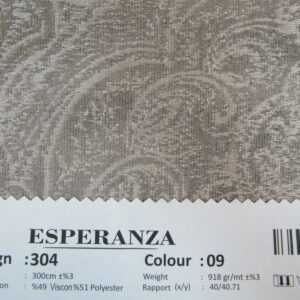 ESPERANZA
gn :304 Colour :09
: 300cm ±%3 Weight : 918 gr/mt ±%3
on : %49 Viscon%51 Polyester Rapport (x/y) : 40/40.71